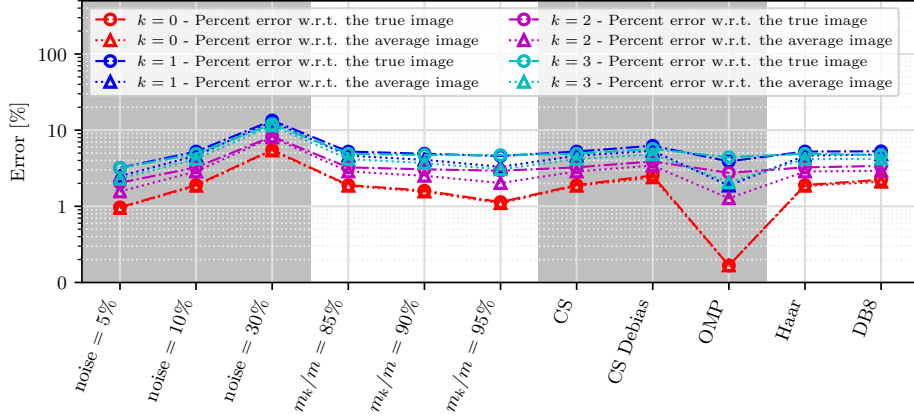 k = 0 - Percent error w.r.t. the true image
k = 0 - Percent error w.r.t. the average image
k = 1 - Percent error w.r.t. the true image
k = 1 - Percent error w.r.t. the average image
k = 2 - Percent error w.r.t. the true image
k = 2 - Percent error w.r.t. the average image
k = 3 - Percent error w.r.t. the true image
k = 3 - Percent error w.r.t. the average image
Error [%]
100
10
1
0
noise = 5%
noise = 10%
noise = 30%
m_k/m = 85%
m_k/m = 90%
m_k/m = 95%
CS
CS Debias
OMP
Haar
DB8